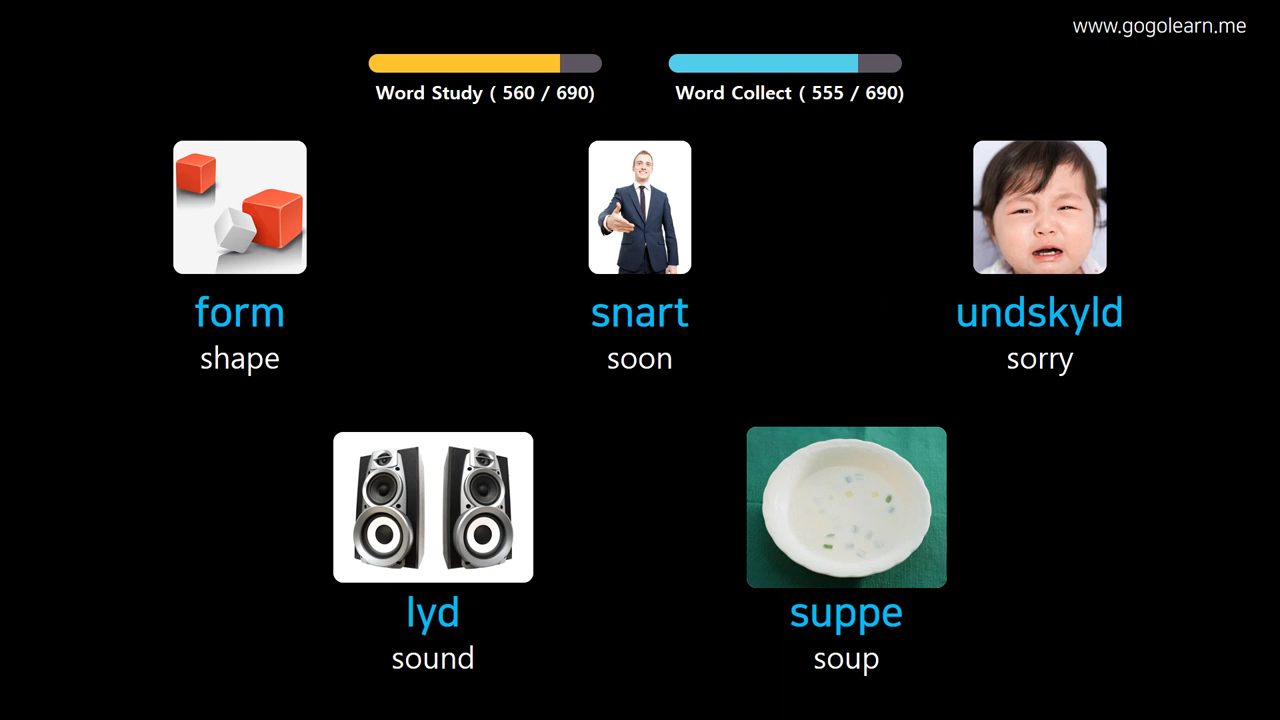 www.gogolearn.me
Word Study ( 560 / 690)
Word Collect ( 555 / 690)
form
shape
snart
soon
undskyld
sorry
lyd
sound
suppe
soup